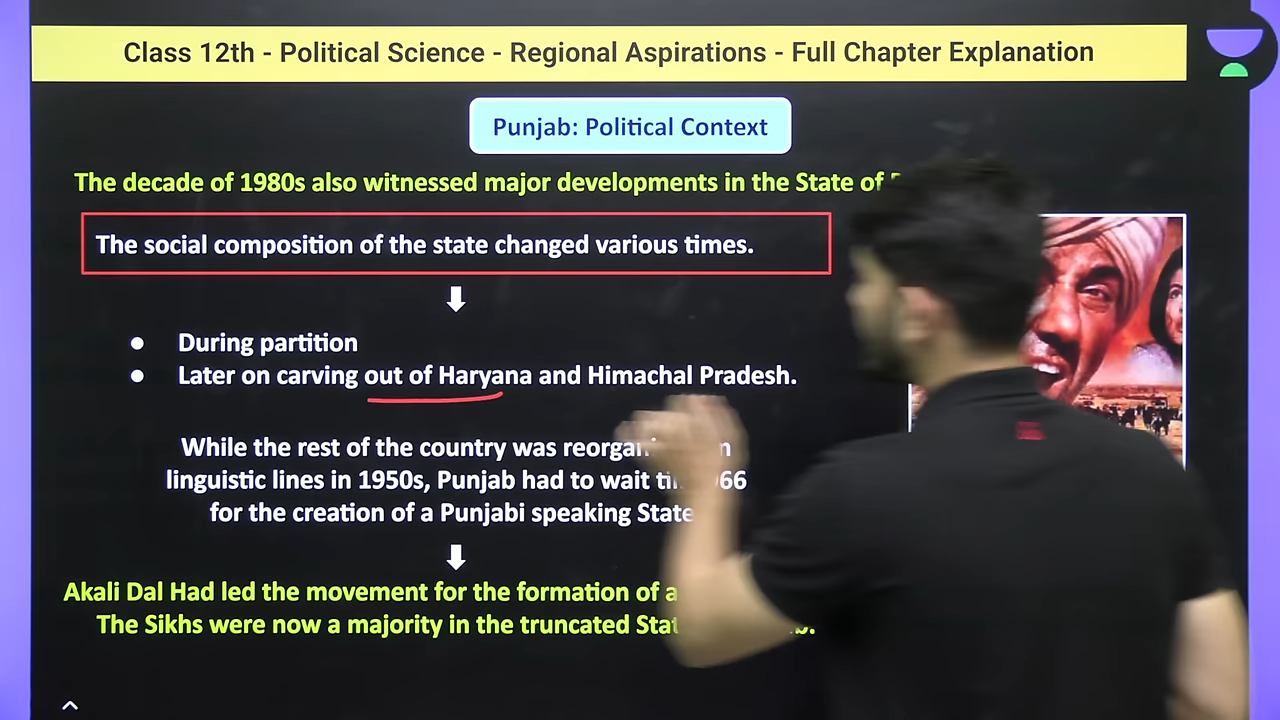 Class 12th - Political Science - Regional Aspirations - Full Chapter Explanation
Punjab: Political Context
The decade of 1980s also witnessed major developments in the State of
The social composition of the state changed various times.
● During partition
● Later on carving out of Haryana and Himachal Pradesh.
While the rest of the country was
linguistic lines in 1950s, Punjab had to wait
for the creation of a Punjabi speaking State
Akali Dal Had led the movement for the formation of a
The Sikhs were now a majority in the truncated